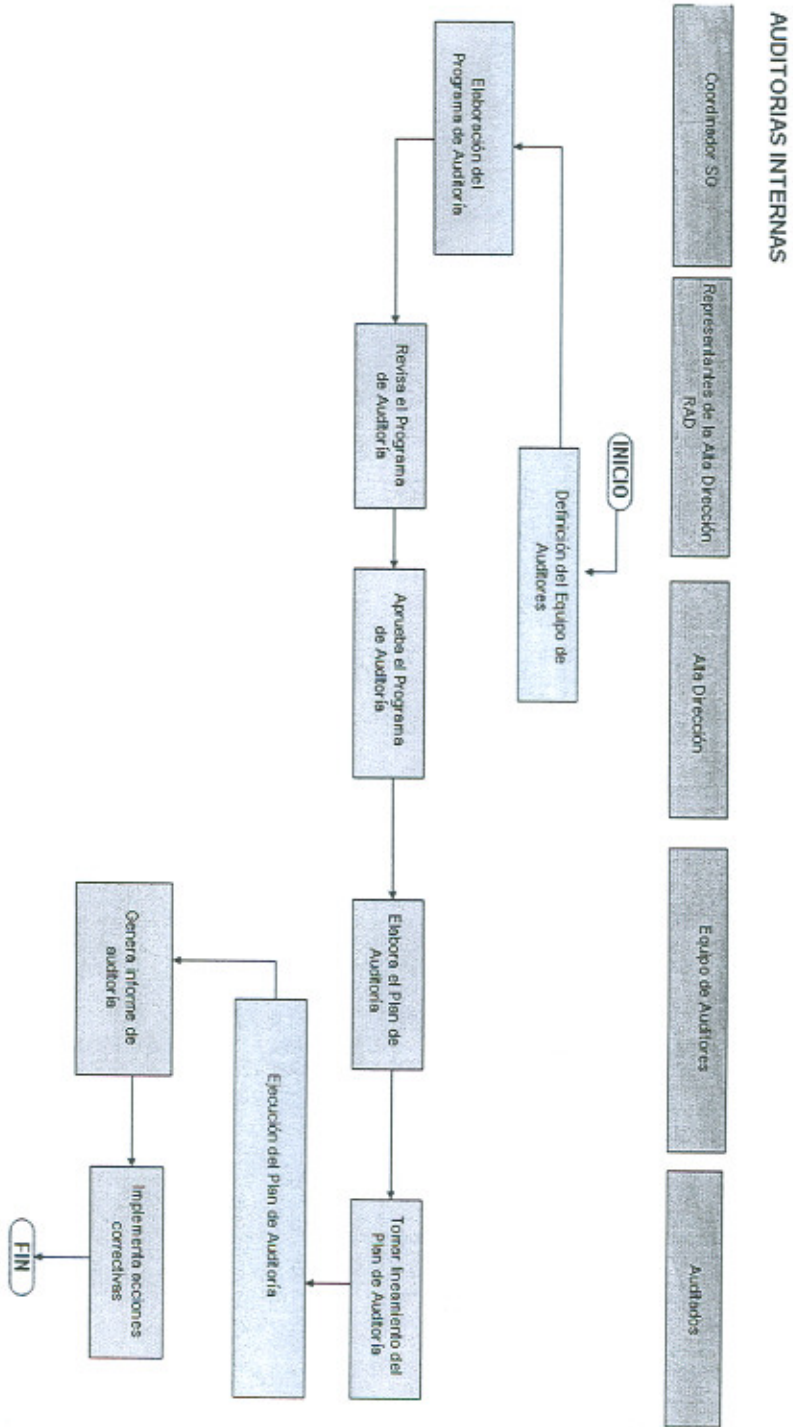 AUDITORIAS INTERNAS
Coordinador SG
Representantes de la Alta Dirección
RAD
Alta Dirección
Equipo de Auditores
Auditados
INICIO
Definición del Equipo de
Auditores
Elaboración del
Programa de Auditoría
Revisa el Programa
de Auditoría
Aprueba el Programa
de Auditoría
Elabora el Plan de
Auditoría
Tomar lineamiento del
Plan de Auditoría
Ejecución del Plan de Auditoría
Genera informe de
auditoría
Implementa acciones
correctivas
FIN